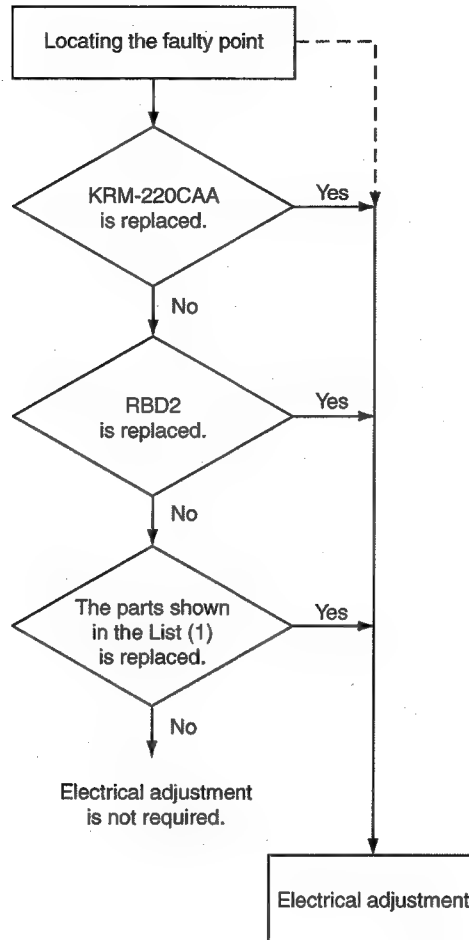 Locating the faulty point
KRM-220CAA
is replaced.
Yes
No
RBD2
is replaced.
Yes
No
The parts shown
in the List (1)
is replaced.
Yes
No
Electrical adjustment
is not required.
Electrical adjustment